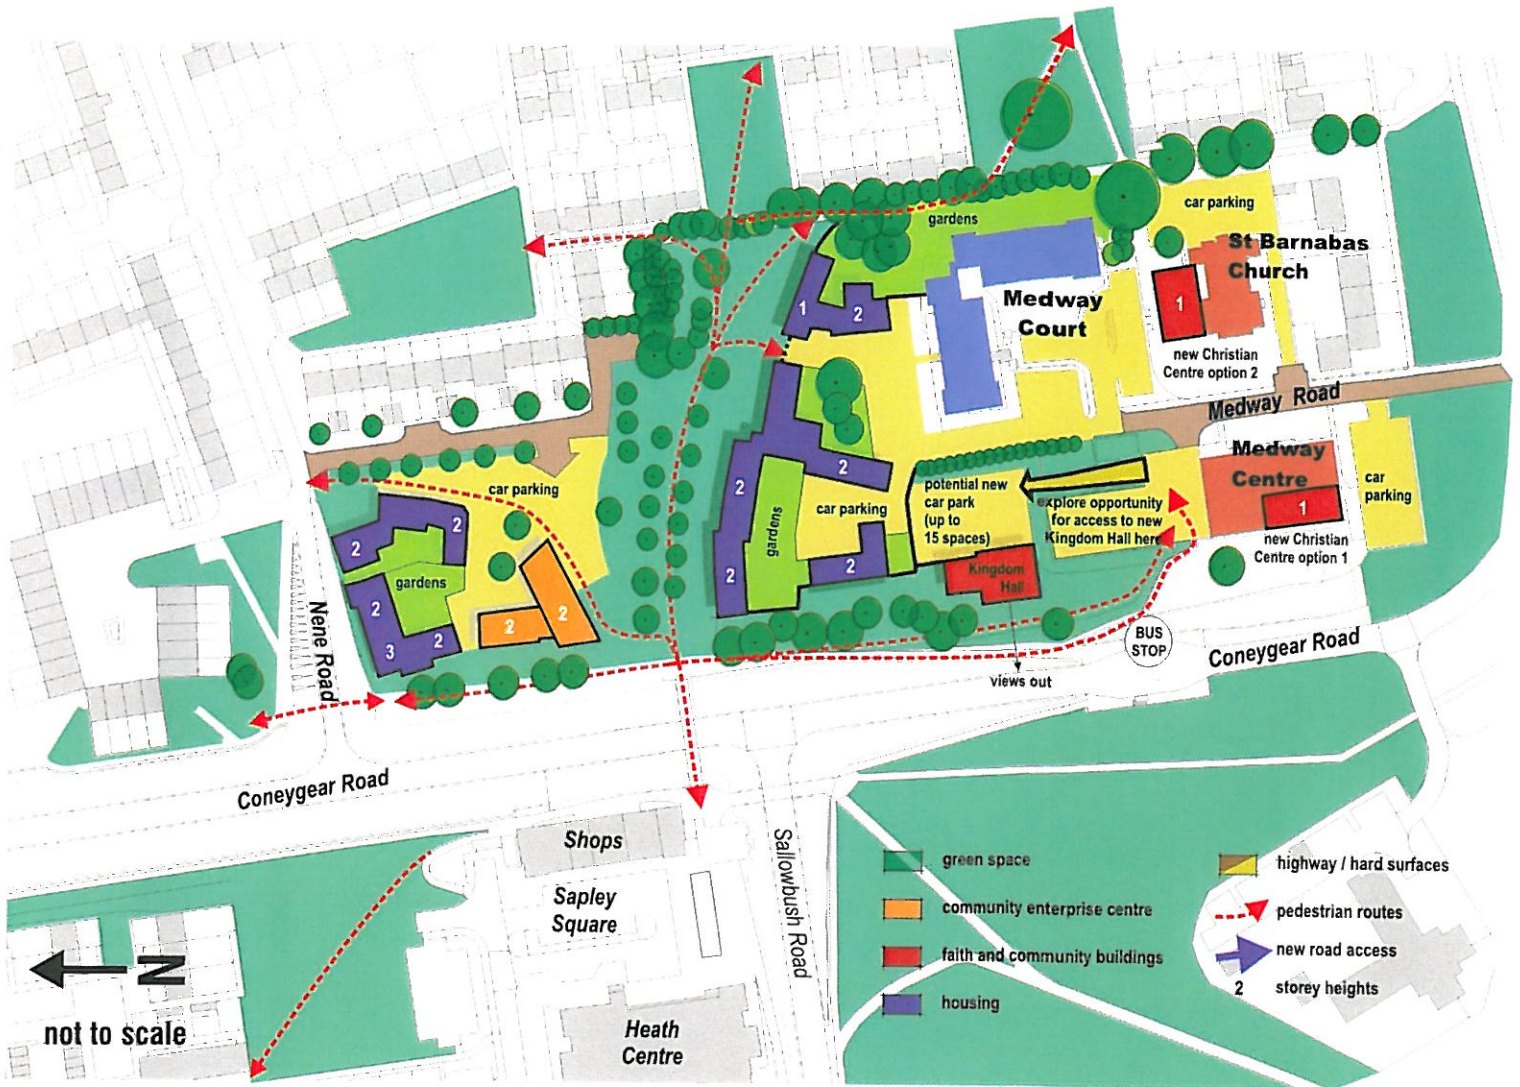 gardens
car parking
St Barnabas
Church
1
2
1
Medway
Court
new Christian
Centre option 2
Medway Road
Medway
Centre
car
parking
1
new Christian
Centre option 1
2
2
car parking
gardens
2
2
potential new
car park
(up to
15 spaces)
explore opportunity
for access to new
Kingdom Hall here
Kingdom
Hall
car parking
2
2
gardens
2
3
2
2
2
Nene Road
BUS
STOP
views out
Coneygear Road
Coneygear Road
Shops
Sapley
Square
Sallowbush Road
Heath
Centre
N
not to scale
green space
community enterprise centre
faith and community buildings
housing
highway / hard surfaces
pedestrian routes
new road access
2 storey heights